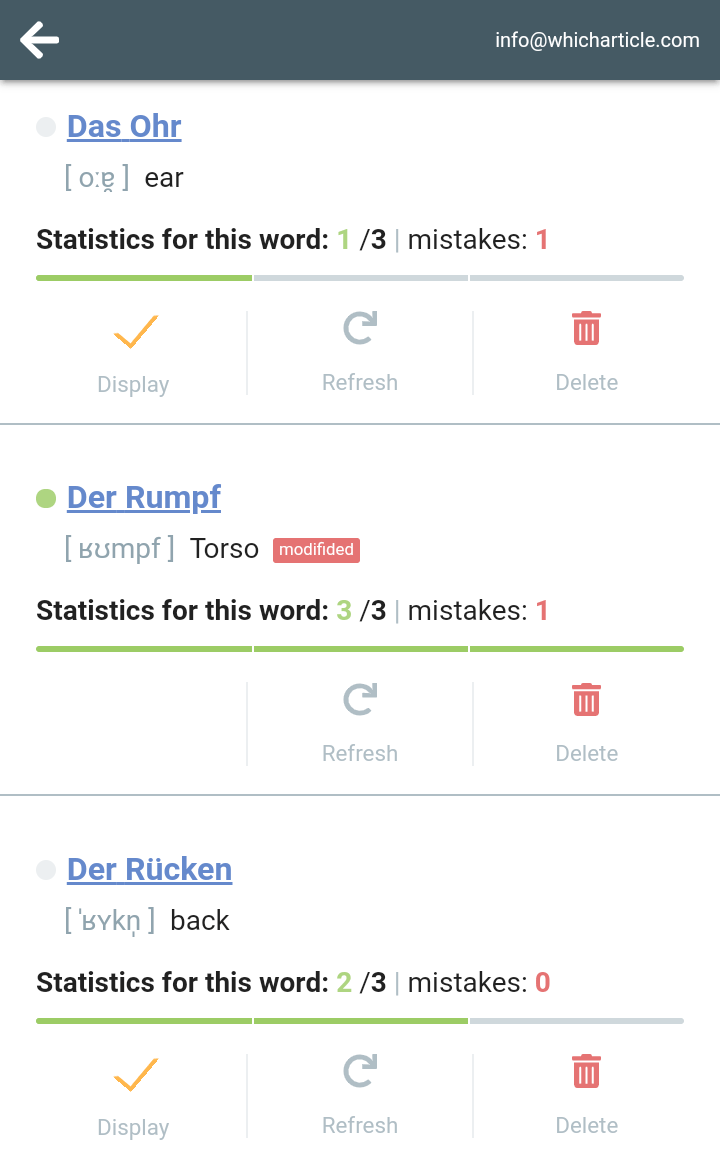 info@whicharticle.com
Das Ohr
[ oːɐ̯ ] ear
Statistics for this word: 1 /3 | mistakes: 1
Display Refresh Delete
Der Rumpf
[ ʁʊmpf ] Torso modifided
Statistics for this word: 3 /3 | mistakes: 1
Refresh Delete
Der Rücken
[ ˈʁʏkn̩ ] back
Statistics for this word: 2 /3 | mistakes: 0
Display Refresh Delete